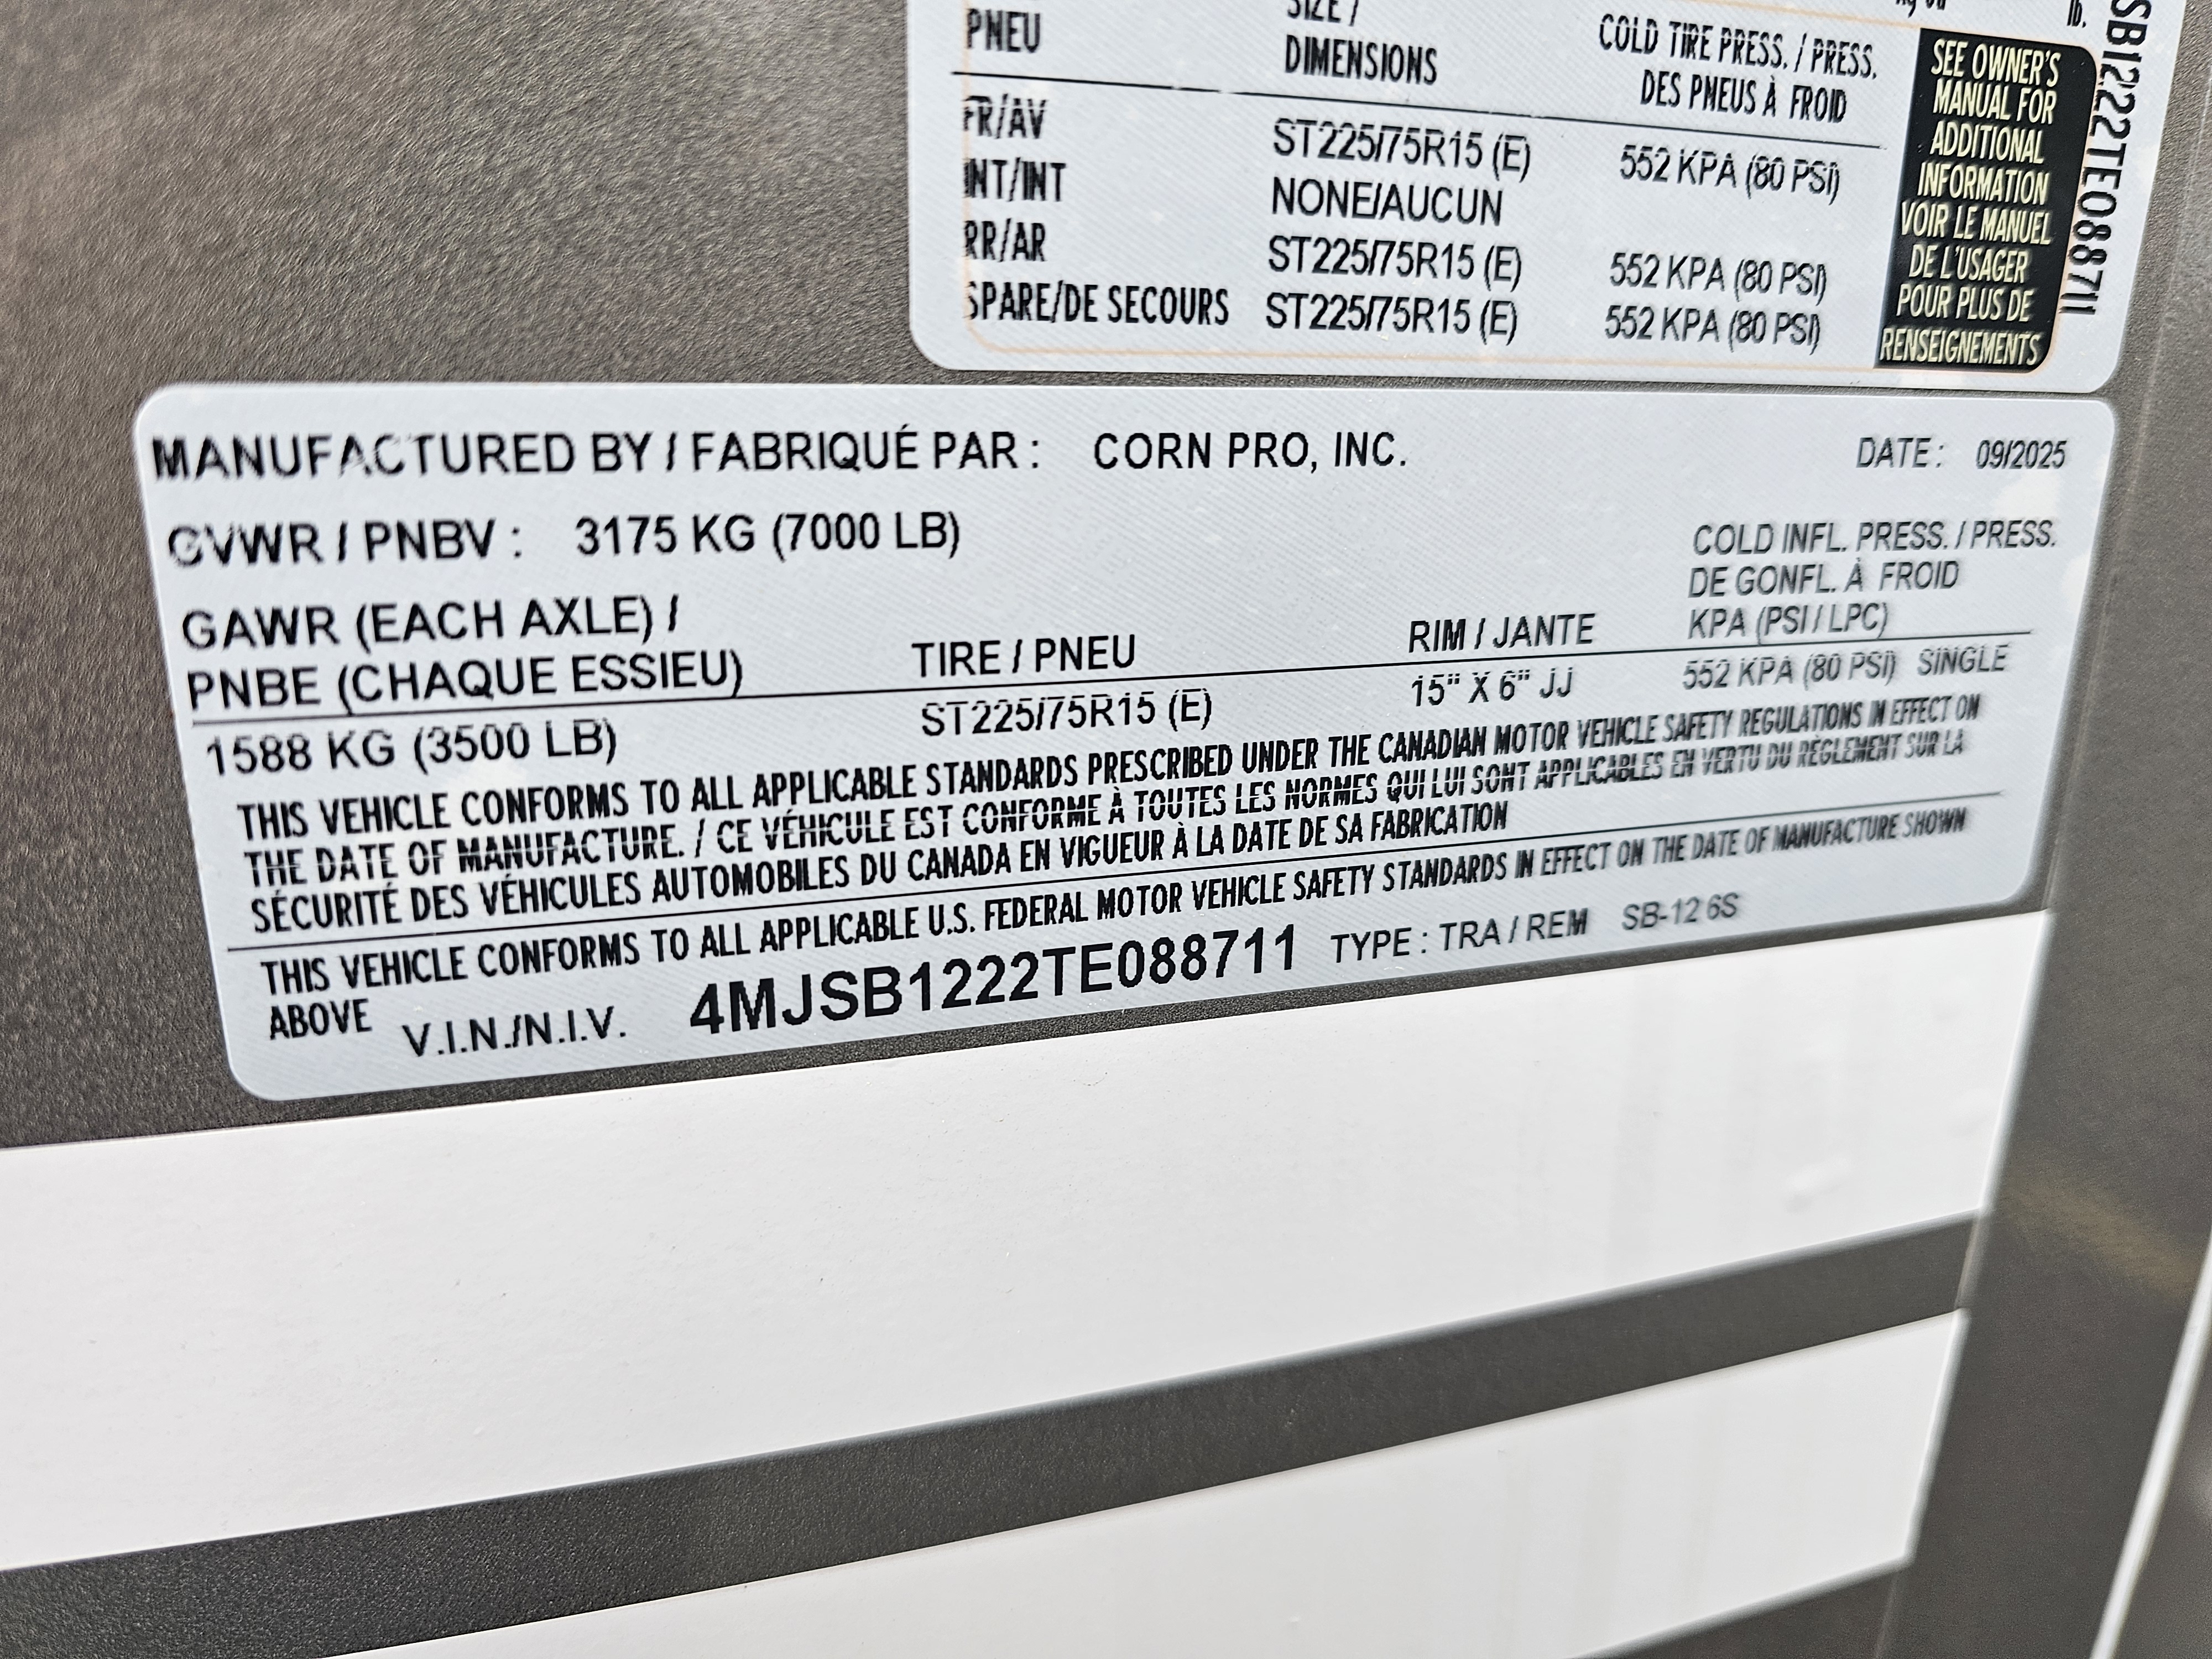 PNEU
SIZE /
DIMENSIONS
COLD TIRE PRESS. / PRESS.
DES PNEUS À FROID
FR/AV ST225/75R15 (E) 552 KPA (80 PSI)
INT/INT NONE/AUCUN
RR/AR ST225/75R15 (E) 552 KPA (80 PSI)
SPARE/DE SECOURS ST225/75R15 (E) 552 KPA (80 PSI)
lb.
SEE OWNER'S
MANUAL FOR
ADDITIONAL
INFORMATION
VOIR LE MANUEL
DE L'USAGER
POUR PLUS DE
RENSEIGNEMENTS
SB1222TE088711
MANUFACTURED BY / FABRIQUÉ PAR : CORN PRO, INC. DATE : 09/2025
GVWR / PNBV : 3175 KG (7000 LB)
GAWR (EACH AXLE) /
PNBE (CHAQUE ESSIEU)
TIRE / PNEU
RIM / JANTE
COLD INFL. PRESS. / PRESS.
DE GONFL. À FROID
KPA (PSI / LPC)
1588 KG (3500 LB) ST225/75R15 (E) 15" X 6" JJ 552 KPA (80 PSI) SINGLE
THIS VEHICLE CONFORMS TO ALL APPLICABLE STANDARDS PRESCRIBED UNDER THE CANADIAN MOTOR VEHICLE SAFETY REGULATIONS IN EFFECT ON
THE DATE OF MANUFACTURE. / CE VÉHICULE EST CONFORME À TOUTES LES NORMES QUI LUI SONT APPLICABLES EN VERTU DU RÈGLEMENT SUR LA
SÉCURITÉ DES VÉHICULES AUTOMOBILES DU CANADA EN VIGUEUR À LA DATE DE SA FABRICATION
THIS VEHICLE CONFORMS TO ALL APPLICABLE U.S. FEDERAL MOTOR VEHICLE SAFETY STANDARDS IN EFFECT ON THE DATE OF MANUFACTURE SHOWN
ABOVE
V.I.N./N.I.V. 4MJSB1222TE088711 TYPE : TRA / REM SB-12 6S